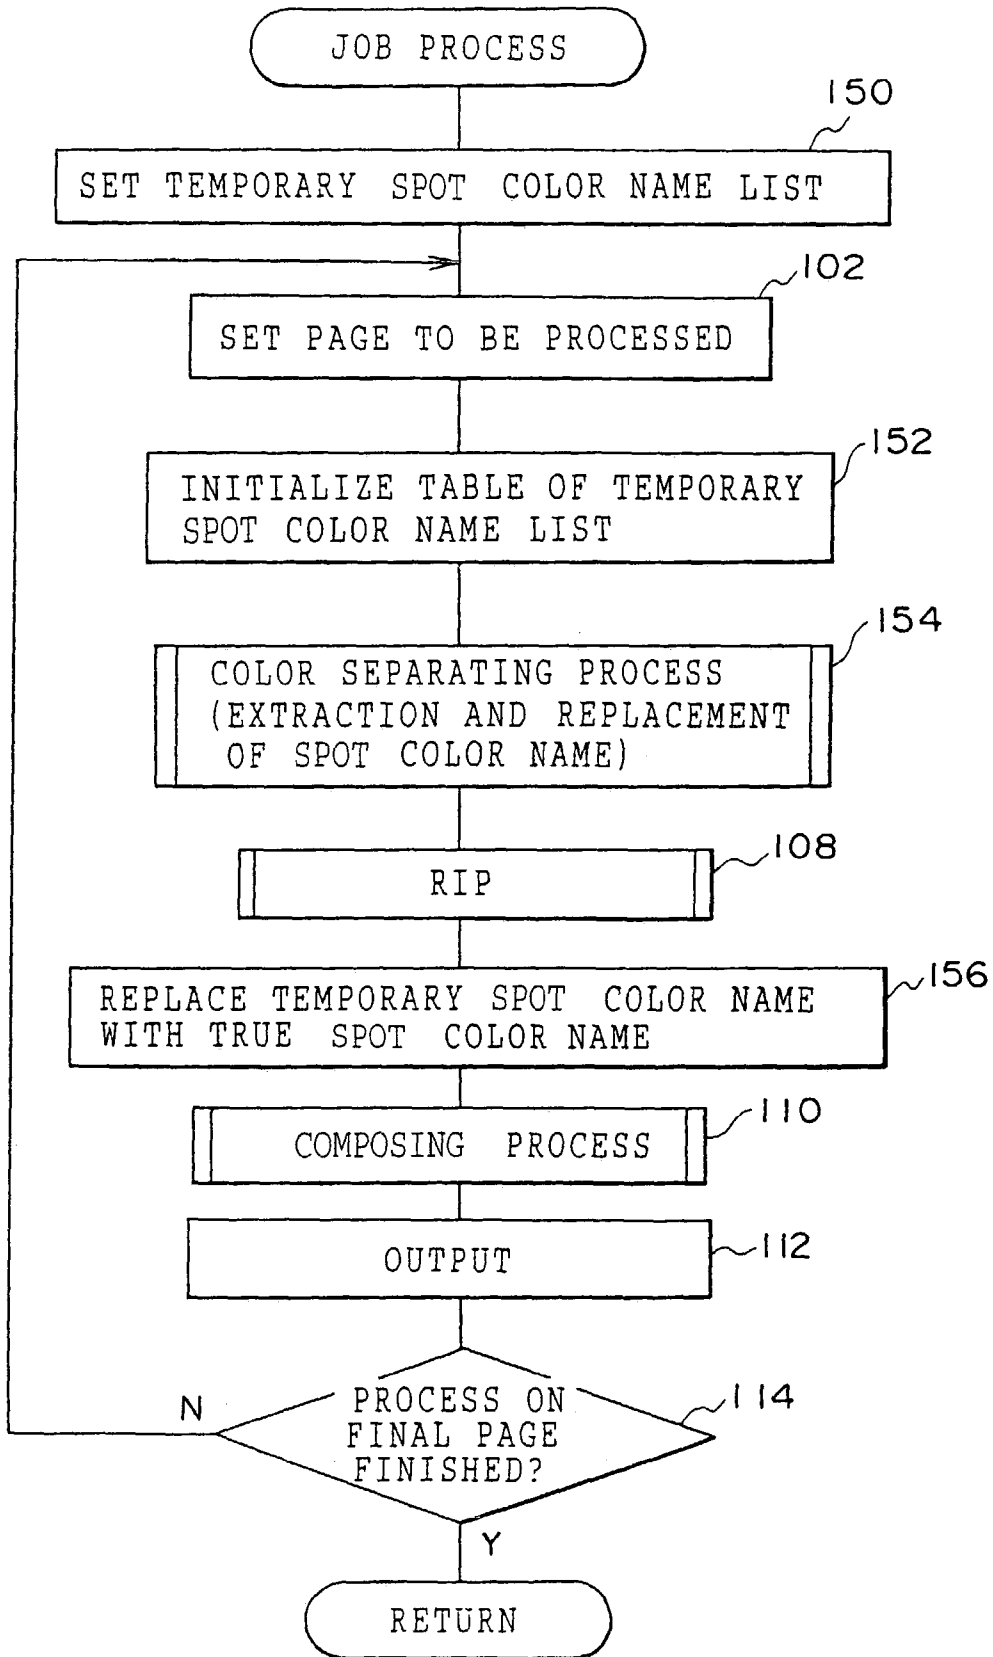 JOB PROCESS
150
SET TEMPORARY SPOT COLOR NAME LIST
102
SET PAGE TO BE PROCESSED
152
INITIALIZE TABLE OF TEMPORARY
SPOT COLOR NAME LIST
154
COLOR SEPARATING PROCESS
(EXTRACTION AND REPLACEMENT
OF SPOT COLOR NAME)
108
RIP
156
REPLACE TEMPORARY SPOT COLOR NAME
WITH TRUE SPOT COLOR NAME
110
COMPOSING PROCESS
112
OUTPUT
114
N
PROCESS ON
FINAL PAGE
FINISHED?
Y
RETURN